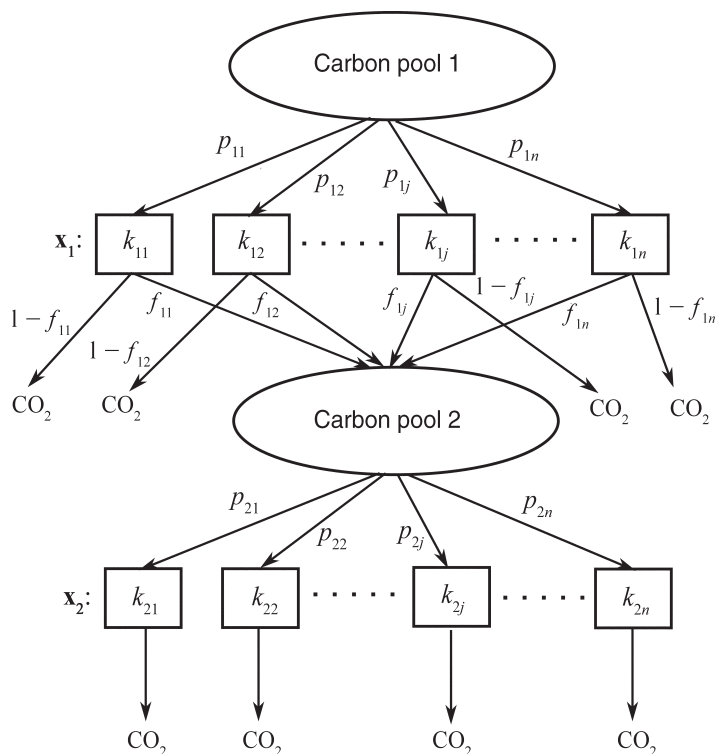 Carbon pool 1
p11 p12 p1j p1n
x1: k11 k12 ..... k1j ..... k1n
1 – f11 f11 1 – f12 f12 f1j 1 – f1j f1n 1 – f1n
CO2 CO2 CO2 CO2
Carbon pool 2
p21 p22 p2j p2n
x2: k21 k22 ..... k2j ..... k2n
CO2 CO2 CO2 CO2